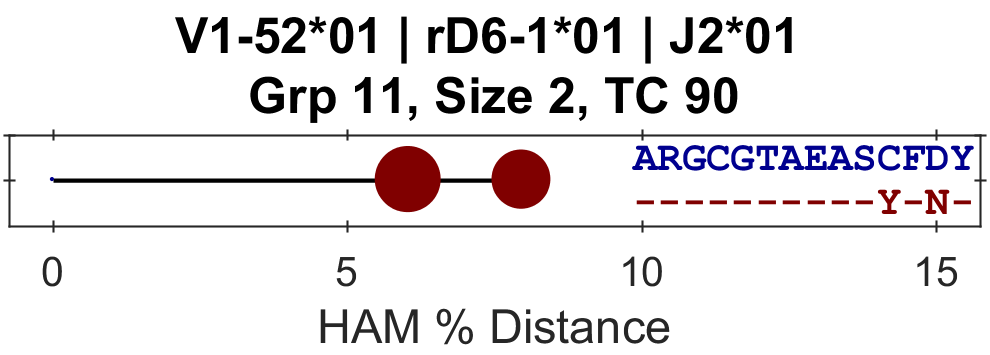 V1-52*01 | rD6-1*01 | J2*01
Grp 11, Size 2, TC 90
ARGCGTAEASCFDY
-----------Y-N-
0 5 10 15
HAM % Distance